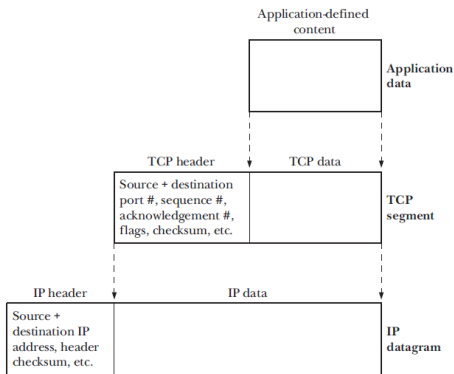 Application-defined
content
Application
data
TCP header
TCP data
Source + destination
port #, sequence #,
acknowledgement #,
flags, checksum, etc.
TCP
segment
IP header
IP data
Source +
destination IP
address, header
checksum, etc.
IP
datagram